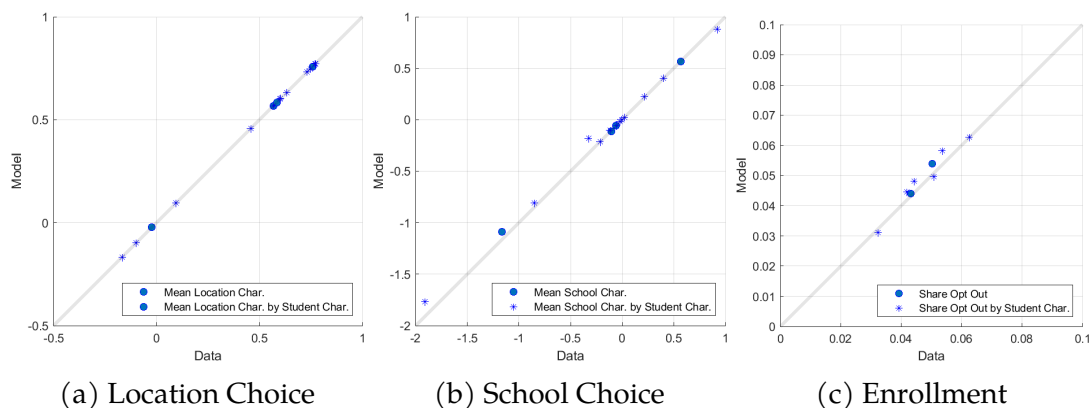 1
0.5
0
-0.5
-0.5
0
0.5
1
Model
Data
Mean Location Char.
Mean Location Char. by Student Char.
(a) Location Choice
1
0.5
0
-0.5
-1
-1.5
-2
-2
-1.5
-1
-0.5
0
0.5
1
Model
Data
Mean School Char.
Mean School Char. by Student Char.
(b) School Choice
0.1
0.09
0.08
0.07
0.06
0.05
0.04
0.03
0.02
0.01
0
0
0.02
0.04
0.06
0.08
0.1
Model
Data
Share Opt Out
Share Opt Out by Student Char.
(c) Enrollment